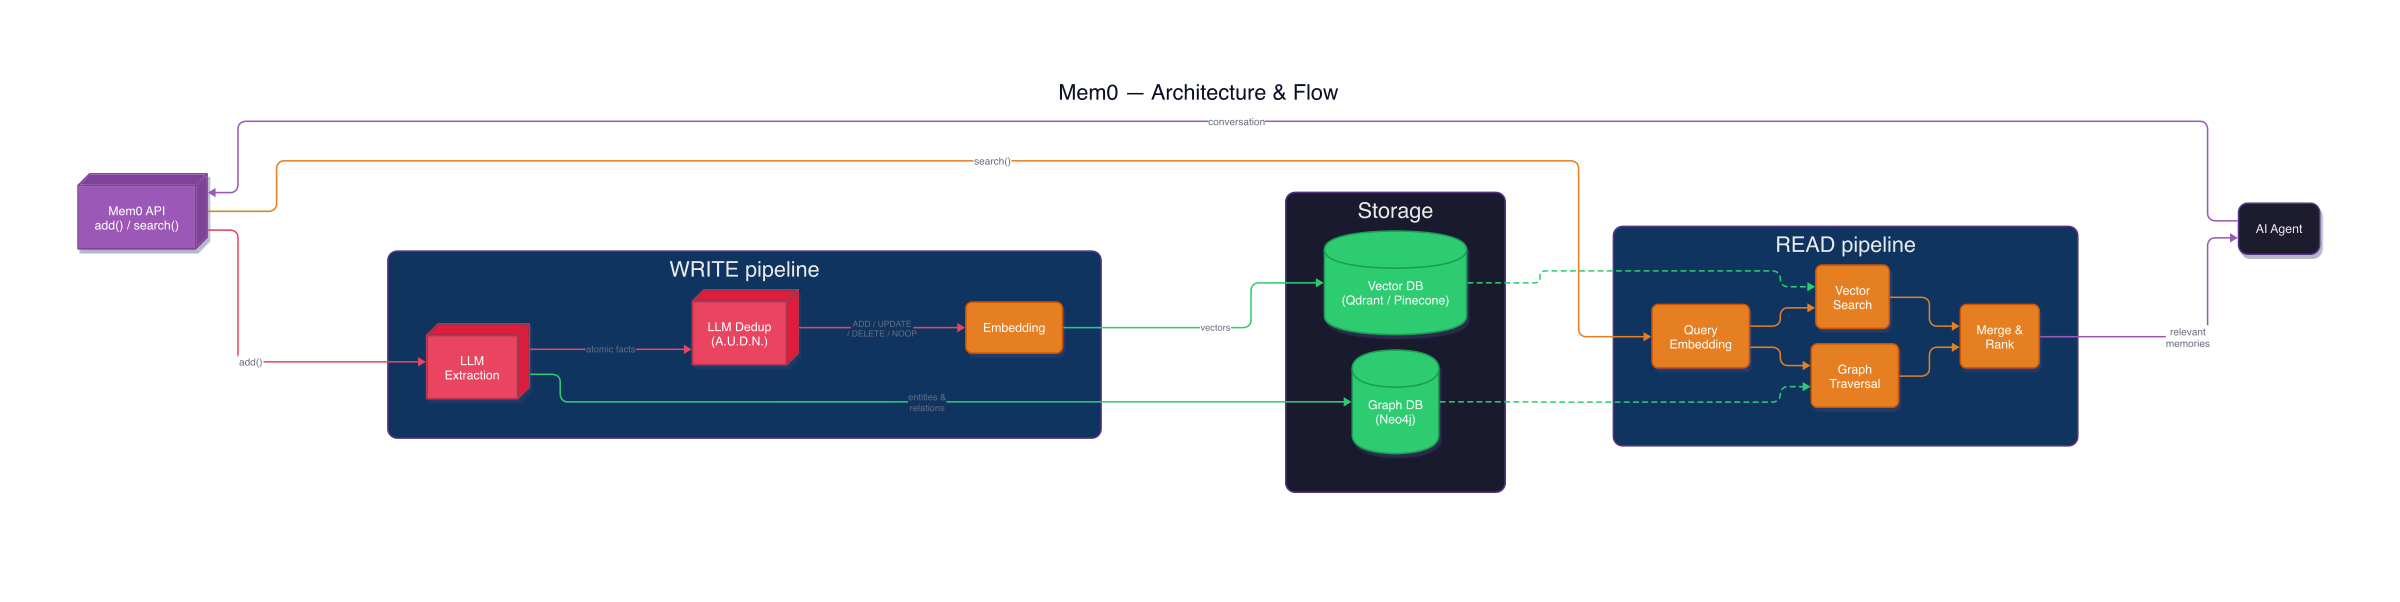 Mem0 — Architecture & Flow
conversation
search()
Mem0 API
add() / search()
add()
WRITE pipeline
LLM
Extraction
atomic facts
LLM Dedup
(A.U.D.N.)
ADD / UPDATE
/ DELETE / NOOP
Embedding
entities &
relations
vectors
Storage
Vector DB
(Qdrant / Pinecone)
Graph DB
(Neo4j)
READ pipeline
Query
Embedding
Vector
Search
Graph
Traversal
Merge &
Rank
relevant
memories
AI Agent